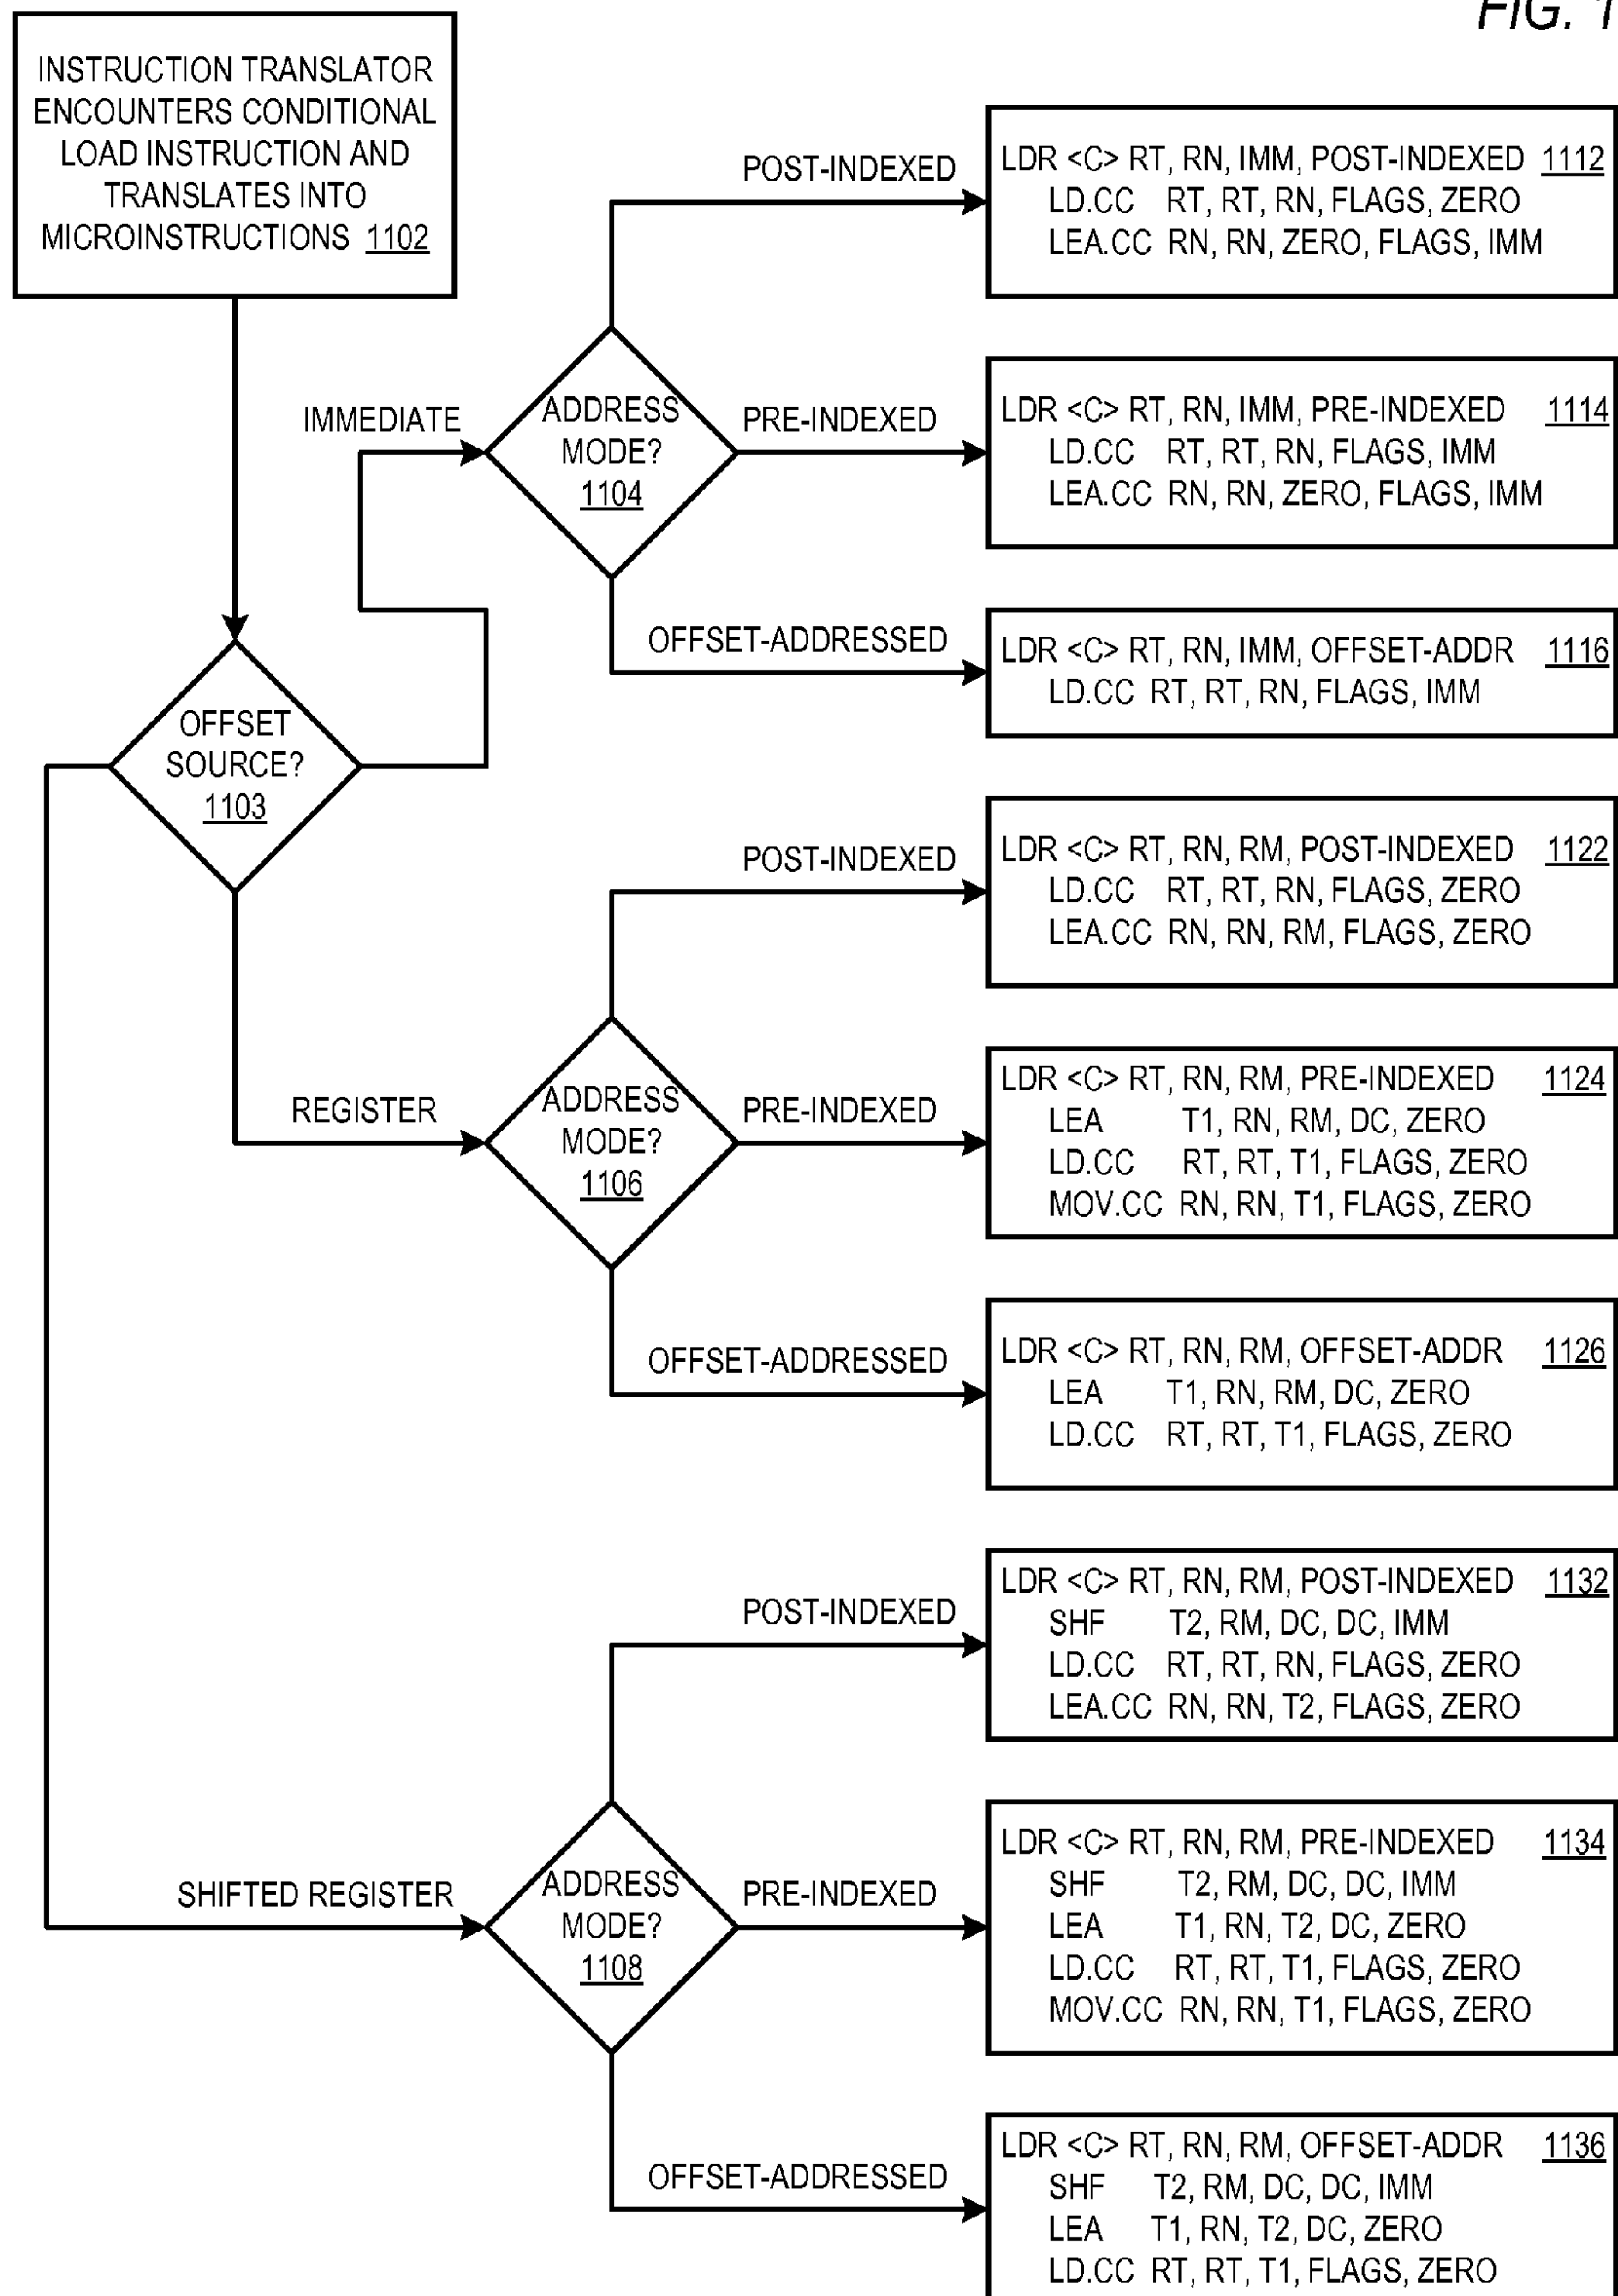 FIG. 1
INSTRUCTION TRANSLATOR
ENCOUNTERS CONDITIONAL
LOAD INSTRUCTION AND
TRANSLATES INTO
MICROINSTRUCTIONS 1102
OFFSET
SOURCE?
1103
IMMEDIATE
ADDRESS
MODE?
1104
POST-INDEXED
LDR <C> RT, RN, IMM, POST-INDEXED 1112
LD.CC RT, RT, RN, FLAGS, ZERO
LEA.CC RN, RN, ZERO, FLAGS, IMM
PRE-INDEXED
LDR <C> RT, RN, IMM, PRE-INDEXED 1114
LD.CC RT, RT, RN, FLAGS, IMM
LEA.CC RN, RN, ZERO, FLAGS, IMM
OFFSET-ADDRESSED
LDR <C> RT, RN, IMM, OFFSET-ADDR 1116
LD.CC RT, RT, RN, FLAGS, IMM
REGISTER
ADDRESS
MODE?
1106
POST-INDEXED
LDR <C> RT, RN, RM, POST-INDEXED 1122
LD.CC RT, RT, RN, FLAGS, ZERO
LEA.CC RN, RN, RM, FLAGS, ZERO
PRE-INDEXED
LDR <C> RT, RN, RM, PRE-INDEXED 1124
LEA T1, RN, RM, DC, ZERO
LD.CC RT, RT, T1, FLAGS, ZERO
MOV.CC RN, RN, T1, FLAGS, ZERO
OFFSET-ADDRESSED
LDR <C> RT, RN, RM, OFFSET-ADDR 1126
LEA T1, RN, RM, DC, ZERO
LD.CC RT, RT, T1, FLAGS, ZERO
SHIFTED REGISTER
ADDRESS
MODE?
1108
POST-INDEXED
LDR <C> RT, RN, RM, POST-INDEXED 1132
SHF T2, RM, DC, DC, IMM
LD.CC RT, RT, RN, FLAGS, ZERO
LEA.CC RN, RN, T2, FLAGS, ZERO
PRE-INDEXED
LDR <C> RT, RN, RM, PRE-INDEXED 1134
SHF T2, RM, DC, DC, IMM
LEA T1, RN, T2, DC, ZERO
LD.CC RT, RT, T1, FLAGS, ZERO
MOV.CC RN, RN, T1, FLAGS, ZERO
OFFSET-ADDRESSED
LDR <C> RT, RN, RM, OFFSET-ADDR 1136
SHF T2, RM, DC, DC, IMM
LEA T1, RN, T2, DC, ZERO
LD.CC RT, RT, T1, FLAGS, ZERO